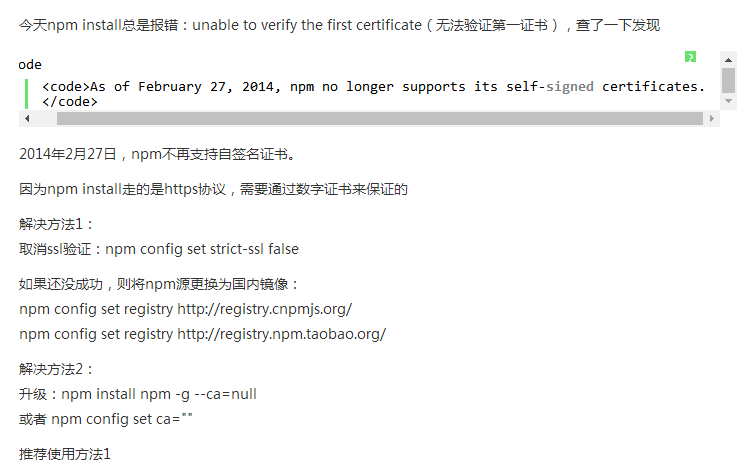 今天npm install总是报错：unable to verify the first certificate（无法验证第一证书），查了一下发现
ode
?
<code>As of February 27, 2014, npm no longer supports its self-signed certificates.
</code>
2014年2月27日，npm不再支持自签名证书。
因为npm install走的是https协议，需要通过数字证书来保证的
解决方法1：
取消ssl验证：npm config set strict-ssl false
如果还没成功，则将npm源更换为国内镜像：
npm config set registry http://registry.cnpmjs.org/
npm config set registry http://registry.npm.taobao.org/
解决方法2：
升级：npm install npm -g --ca=null
或者 npm config set ca=""
推荐使用方法1